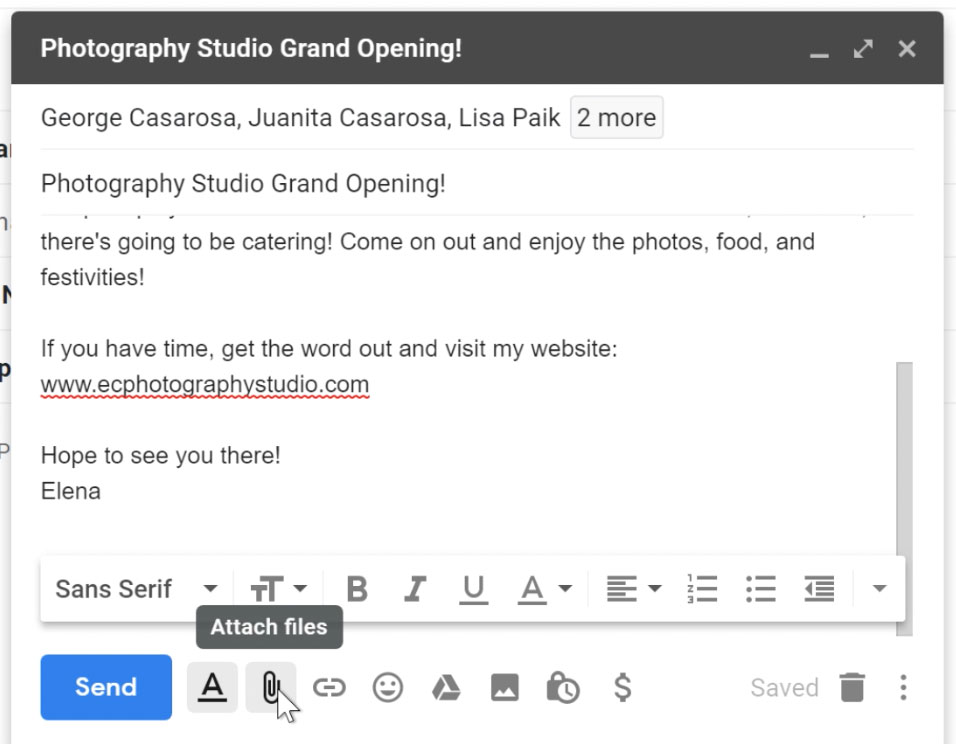 Photography Studio Grand Opening!
George Casarosa, Juanita Casarosa, Lisa Paik 2 more
Photography Studio Grand Opening!
there's going to be catering! Come on out and enjoy the photos, food, and
festivities!
If you have time, get the word out and visit my website:
www.ecphotographystudio.com
Hope to see you there!
Elena
Sans Serif
Attach files
Send
Saved